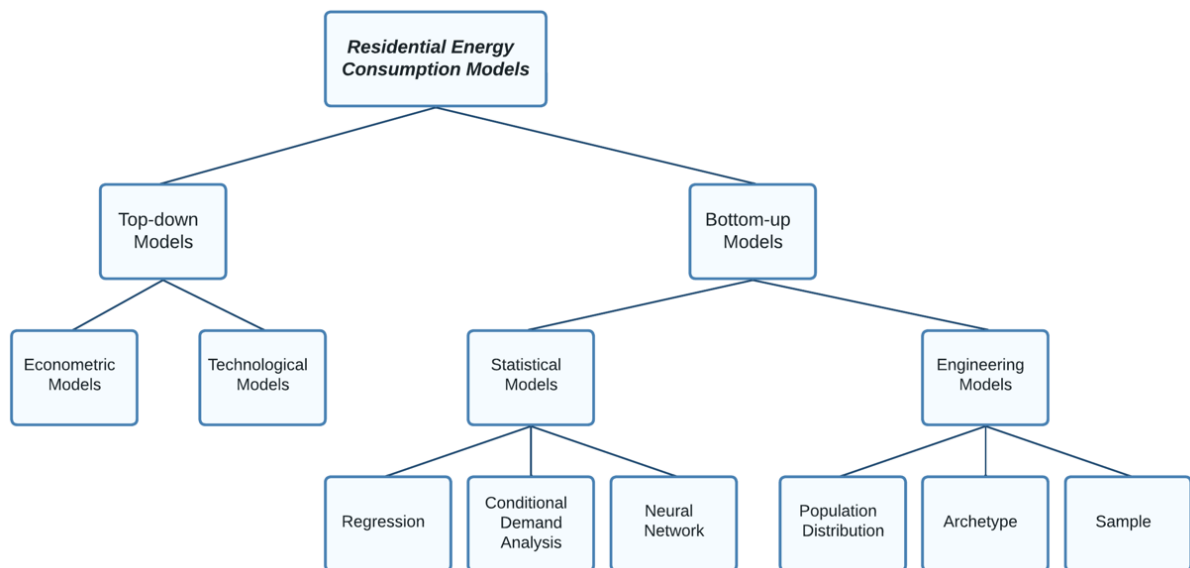 Residential Energy
Consumption Models
Top-down
Models
Bottom-up
Models
Econometric
Models
Technological
Models
Statistical
Models
Engineering
Models
Regression
Conditional
Demand
Analysis
Neural
Network
Population
Distribution
Archetype
Sample